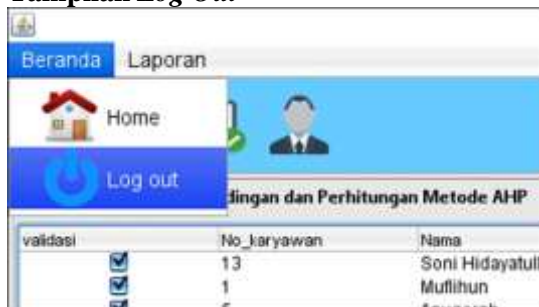 Tampilan Log Out
Beranda Laporan
Home
Log out
dingan dan Perhitungan Metode AHP
validasi No_karyawan Nama
13 Soni Hidayatull
1 Muflihun